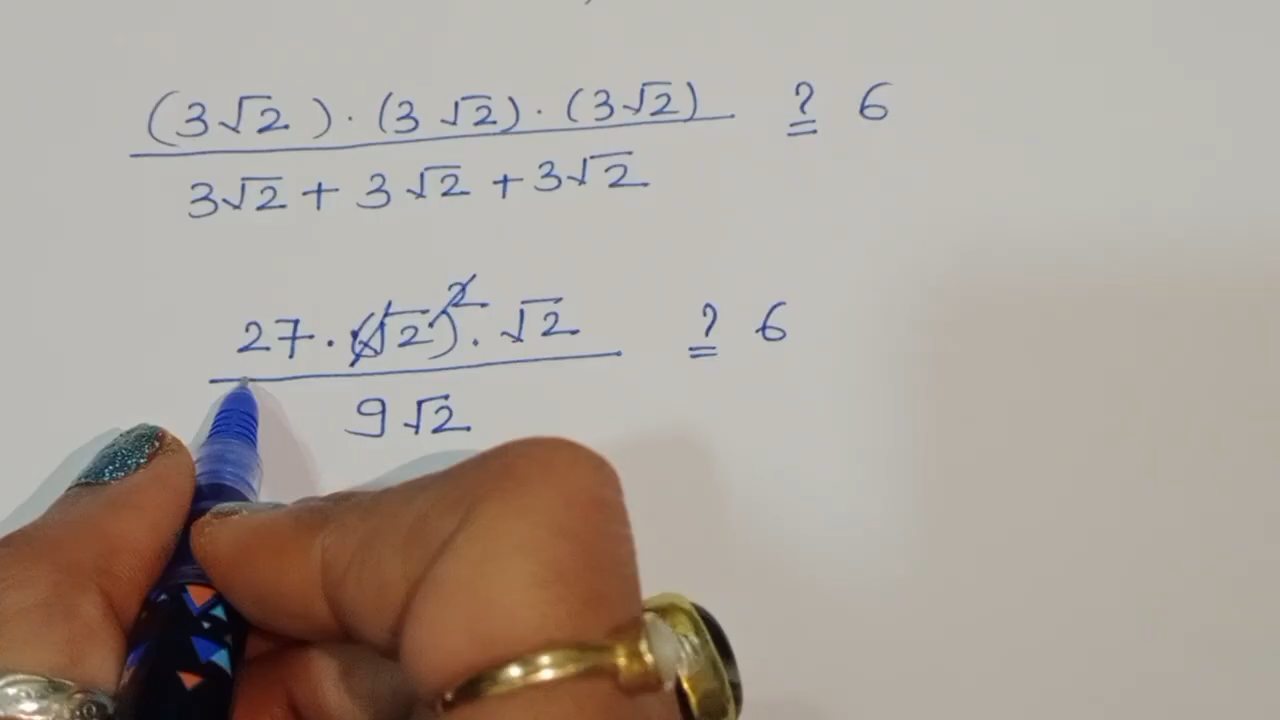 (3√2) · (3√2) · (3√2) ≟ 6
3√2 + 3√2 + 3√2
27 · (√2)² · √2 ≟ 6
9√2